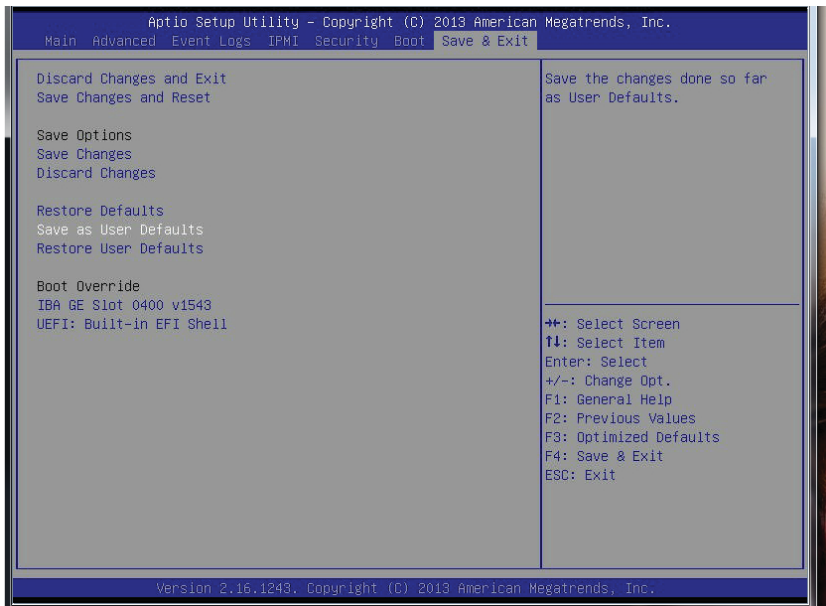 Aptio Setup Utility – Copyright (C) 2013 American Megatrends, Inc.
Main Advanced Event Logs IPMI Security Boot Save & Exit
Discard Changes and Exit
Save Changes and Reset
Save Options
Save Changes
Discard Changes
Restore Defaults
Save as User Defaults
Restore User Defaults
Boot Override
IBA GE Slot 0400 v1543
UEFI: Built-in EFI Shell
Save the changes done so far
as User Defaults.
→←: Select Screen
↑↓: Select Item
Enter: Select
+/-: Change Opt.
F1: General Help
F2: Previous Values
F3: Optimized Defaults
F4: Save & Exit
ESC: Exit
Version 2.16.1243. Copyright (C) 2013 American Megatrends, Inc.